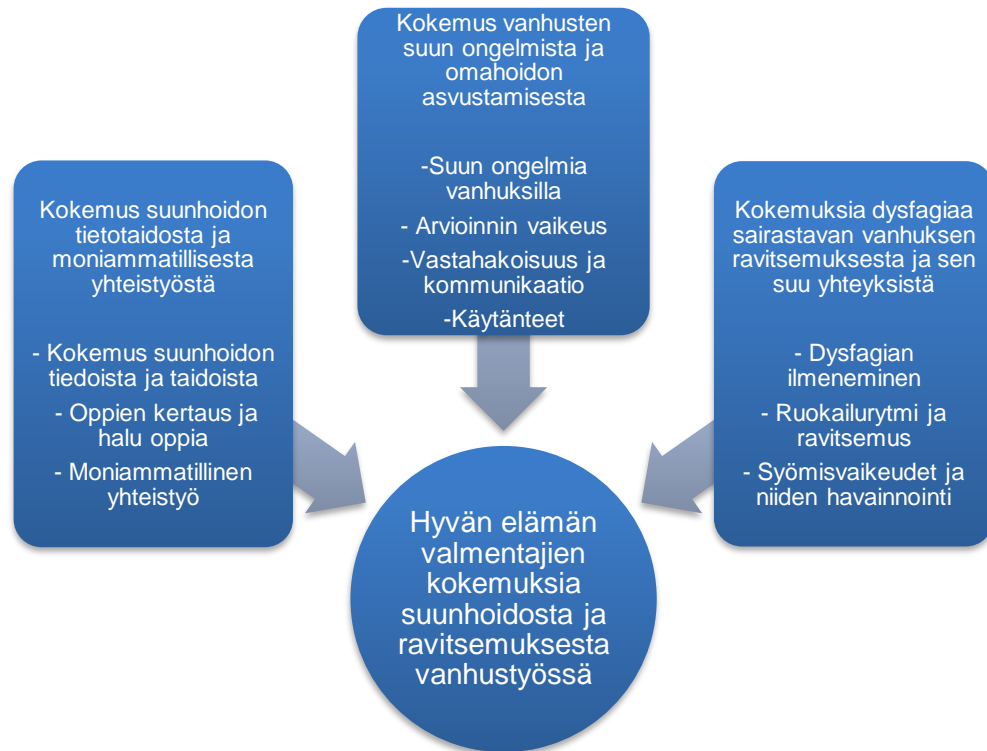 Kokemus suunhoidon
tietotaidosta ja
moniammatillisesta
yhteistyöstä
- Kokemus suunhoidon
tiedoista ja taidoista
- Oppien kertaus ja
halu oppia
- Moniammatillinen
yhteistyö
Kokemus vanhusten
suun ongelmista ja
omahoidon
asvustamisesta
-Suun ongelmia
vanhuksilla
- Arvioinnin vaikeus
-Vastahakoisuus ja
kommunikaatio
-Käytänteet
Kokemuksia dysfagiaa
sairastavan vanhuksen
ravitsemuksesta ja sen
suu yhteyksistä
- Dysfagian
ilmeneminen
- Ruokailurytmi ja
ravitsemus
- Syömisvaikeudet ja
niiden havainnointi
Hyvän elämän
valmentajien
kokemuksia
suunhoidosta ja
ravitsemuksesta
vanhustyössä